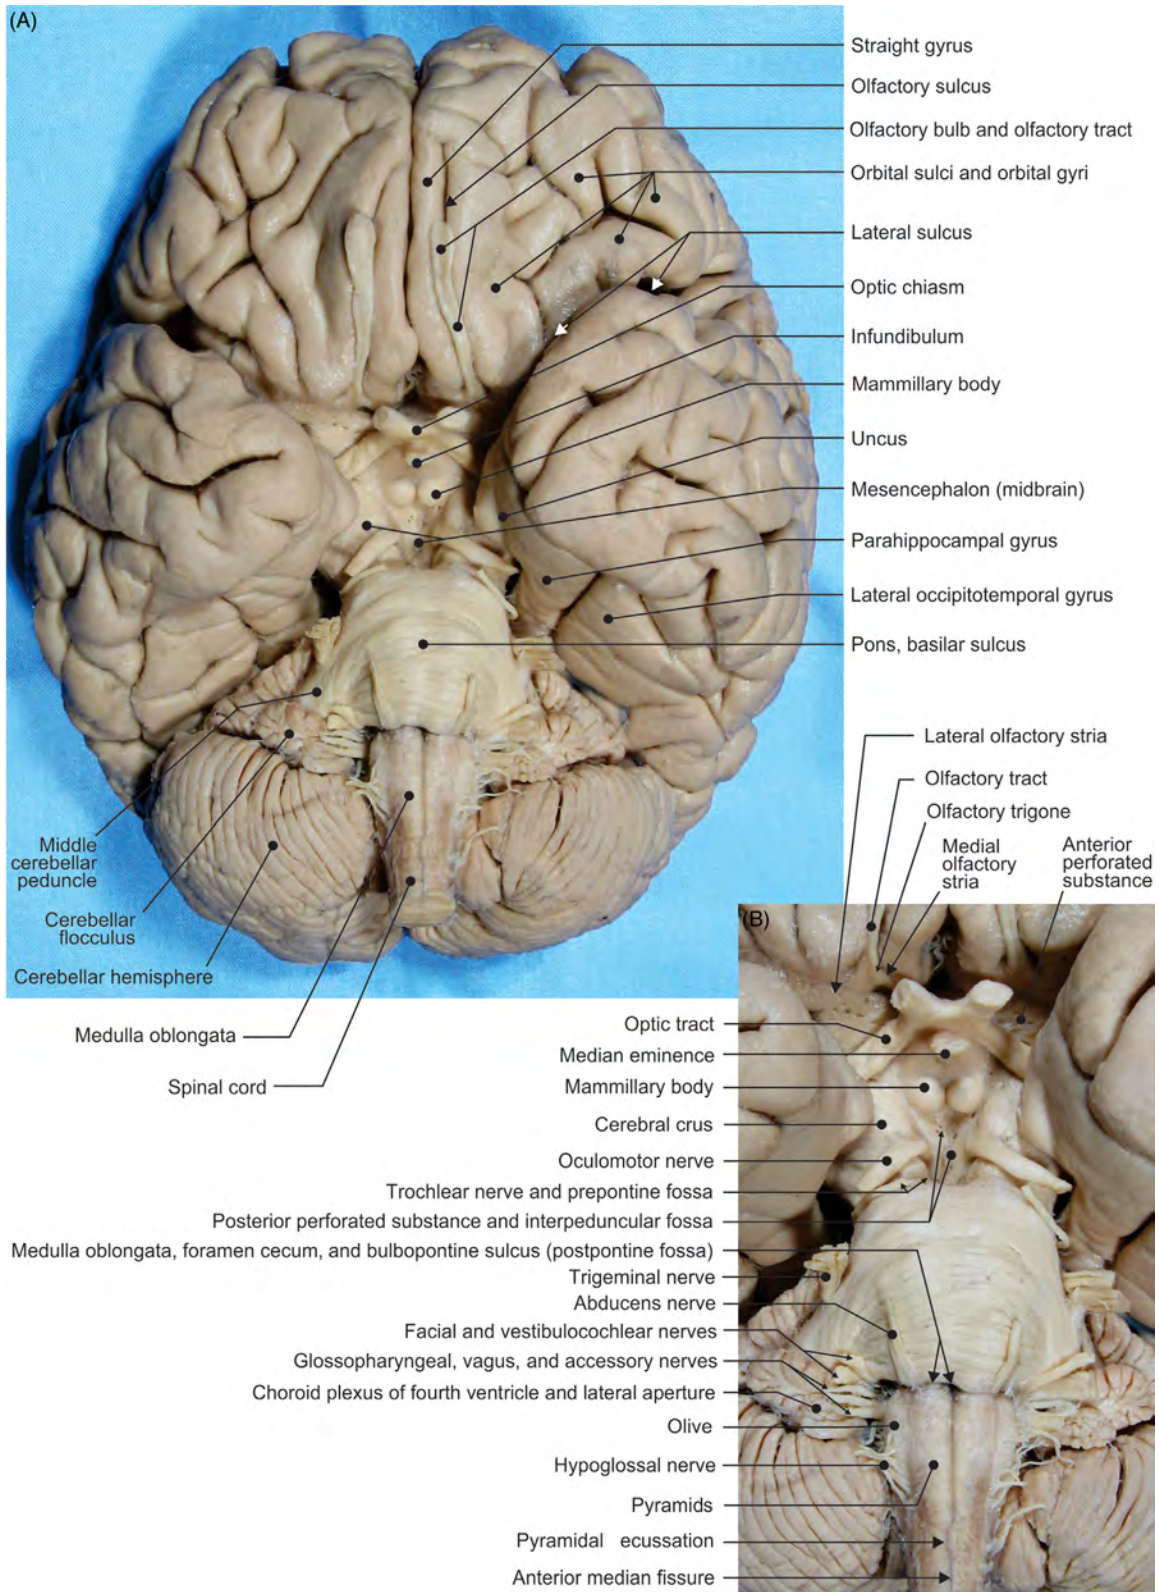 (A)
Straight gyrus
Olfactory sulcus
Olfactory bulb and olfactory tract
Orbital sulci and orbital gyri
Lateral sulcus
Optic chiasm
Infundibulum
Mammillary body
Uncus
Mesencephalon (midbrain)
Parahippocampal gyrus
Lateral occipitotemporal gyrus
Pons, basilar sulcus
Middle
cerebellar
peduncle
Cerebellar
flocculus
Cerebellar hemisphere
Medulla oblongata
Spinal cord
Lateral olfactory stria
Olfactory tract
Olfactory trigone
Medial
olfactory
stria
Anterior
perforated
substance
(B)
Optic tract
Median eminence
Mammillary body
Cerebral crus
Oculomotor nerve
Trochlear nerve and prepontine fossa
Posterior perforated substance and interpeduncular fossa
Medulla oblongata, foramen cecum, and bulbopontine sulcus (postpontine fossa)
Trigeminal nerve
Abducens nerve
Facial and vestibulocochlear nerves
Glossopharyngeal, vagus, and accessory nerves
Choroid plexus of fourth ventricle and lateral aperture
Olive
Hypoglossal nerve
Pyramids
Pyramidal ecussation
Anterior median fissure